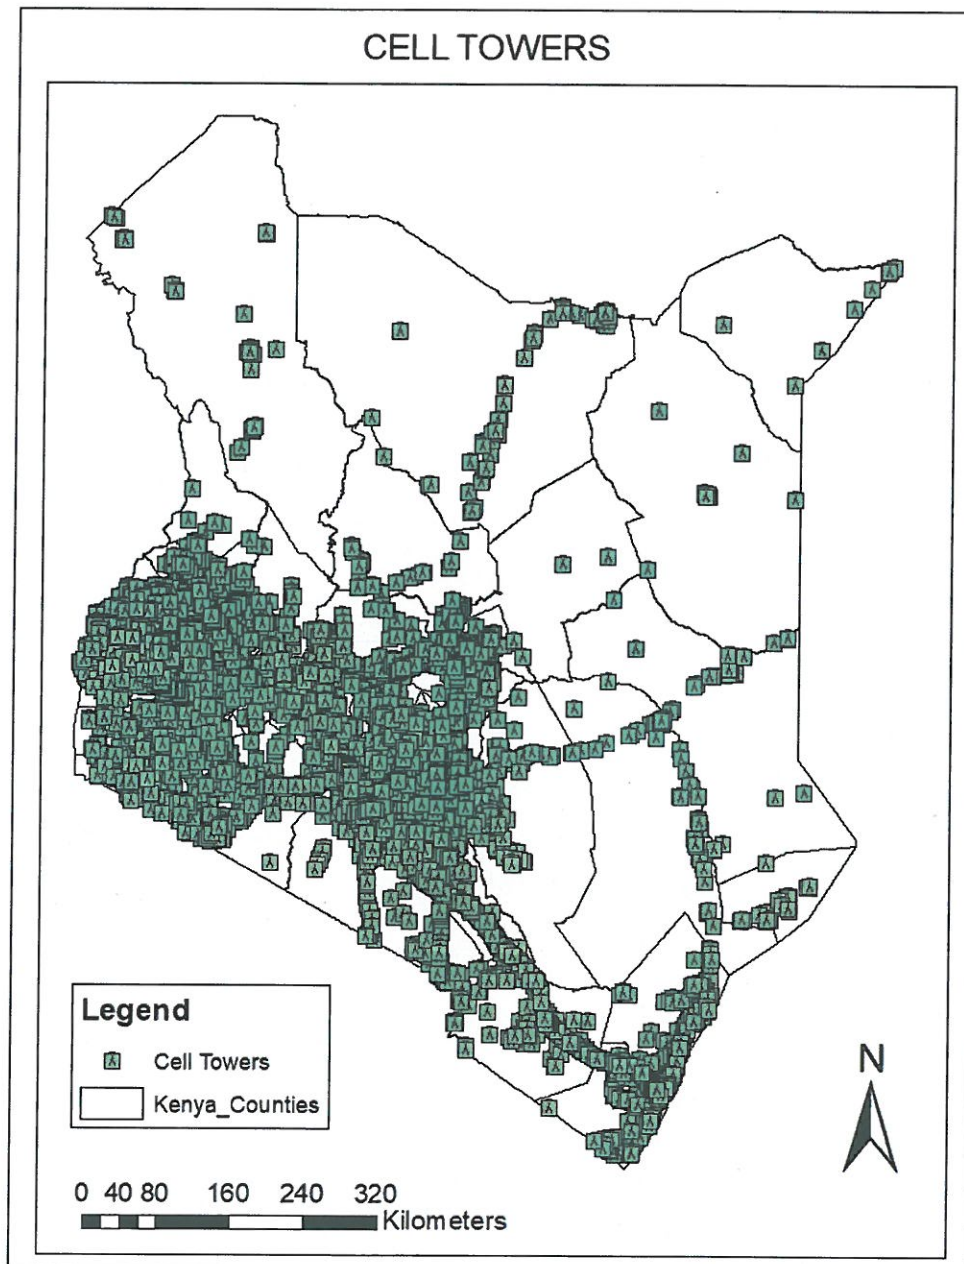 CELL TOWERS
Legend
Cell Towers
Kenya_Counties
N
0 40 80 160 240 320
Kilometers